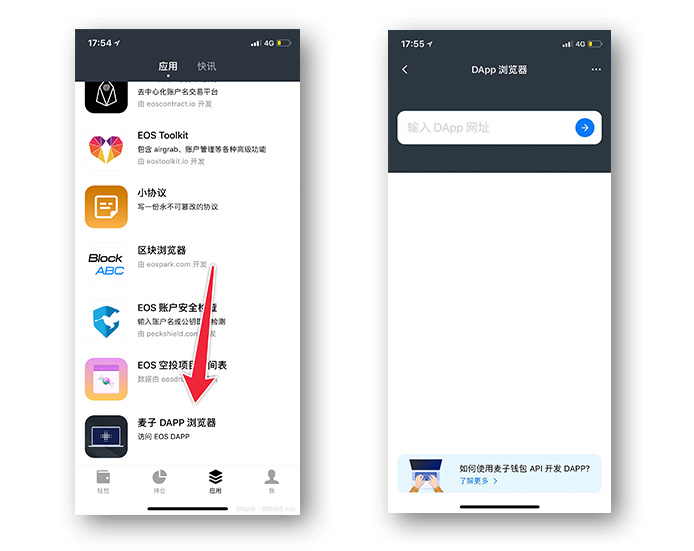 17:54
4G
应用
快讯
去中心化账户名交易平台
由 eoscontract.io 开发
EOS Toolkit
包含 airgrab、账户管理等各种高级功能
由 eostoolkit.io 开发
小协议
写一份永不可篡改的协议
Block
ABC
区块浏览器
由 eospark.com 开发
EOS 账户安全检查
输入账户名或公钥 检测
由 peckshield.com 开发
EOS 空投项目时间表
数据由
麦子 DAPP 浏览器
访问 EOS DAPP
钱包
持仓
应用
我
17:55
4G
DApp 浏览器
输入 DApp 网址
如何使用麦子钱包 API 开发 DAPP?
了解更多